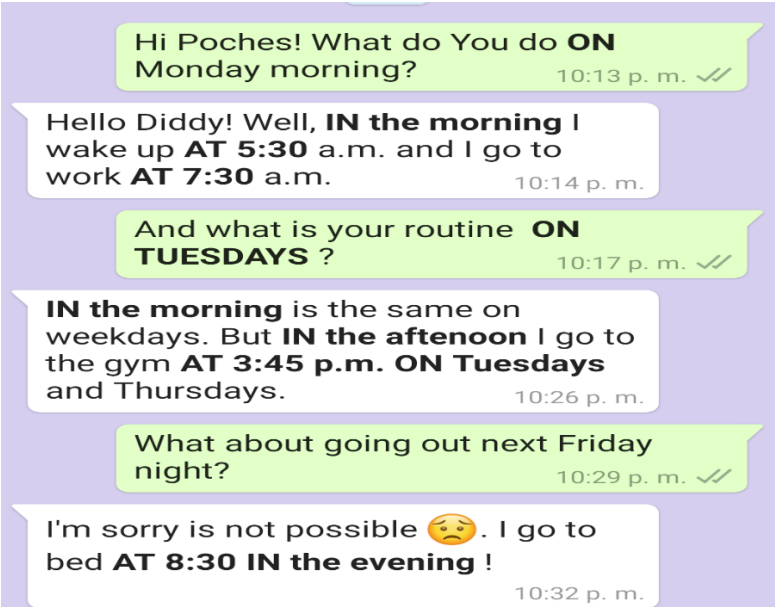 Hi Poches! What do You do ON
Monday morning?
10:13 p. m.
Hello Diddy! Well, IN the morning I
wake up AT 5:30 a.m. and I go to
work AT 7:30 a.m.
10:14 p. m.
And what is your routine ON
TUESDAYS ?
10:17 p. m.
IN the morning is the same on
weekdays. But IN the aftenoon I go to
the gym AT 3:45 p.m. ON Tuesdays
and Thursdays.
10:26 p. m.
What about going out next Friday
night?
10:29 p. m.
I'm sorry is not possible 😟. I go to
bed AT 8:30 IN the evening !
10:32 p. m.